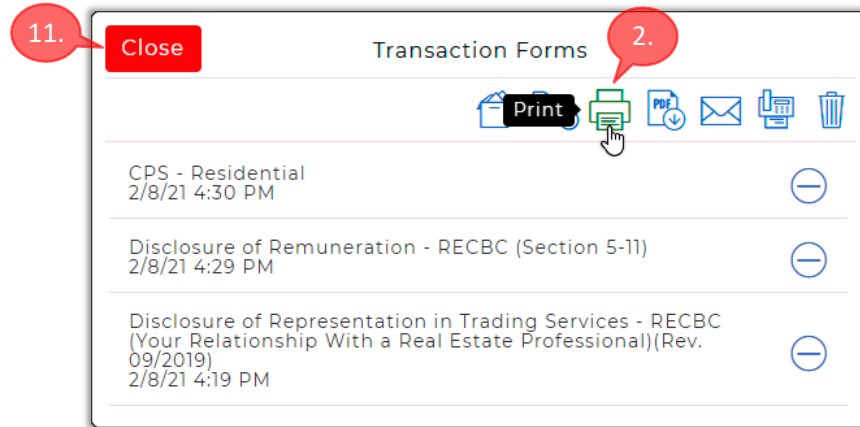 11.
Close
Transaction Forms
2.
Print
PDF
CPS - Residential
2/8/21 4:30 PM
Disclosure of Remuneration - RECBC (Section 5-11)
2/8/21 4:29 PM
Disclosure of Representation in Trading Services - RECBC
(Your Relationship With a Real Estate Professional)(Rev.
09/2019)
2/8/21 4:19 PM